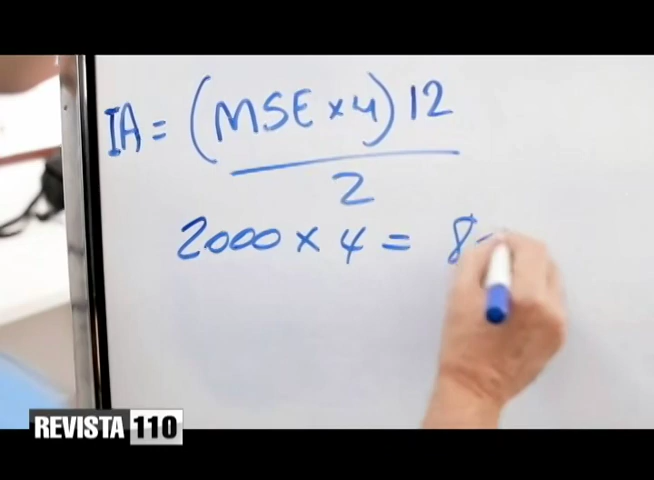 IA = (MSE x 4) 12
2
2000 x 4 = 8
REVISTA 110